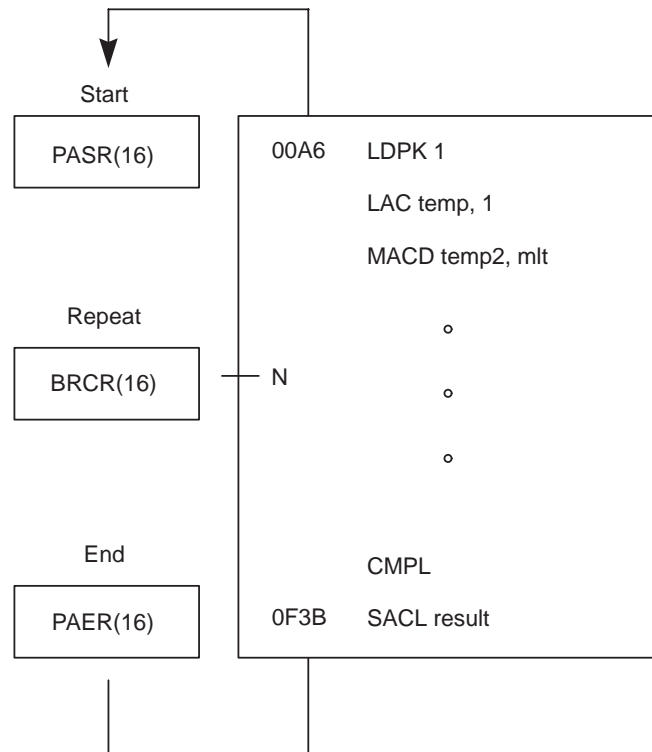 Start
PASR(16)
00A6 LDPK 1
LAC temp, 1
MACD temp2, mlt
Repeat
BRCR(16)
N
End
CMPL
PAER(16)
0F3B SACL result